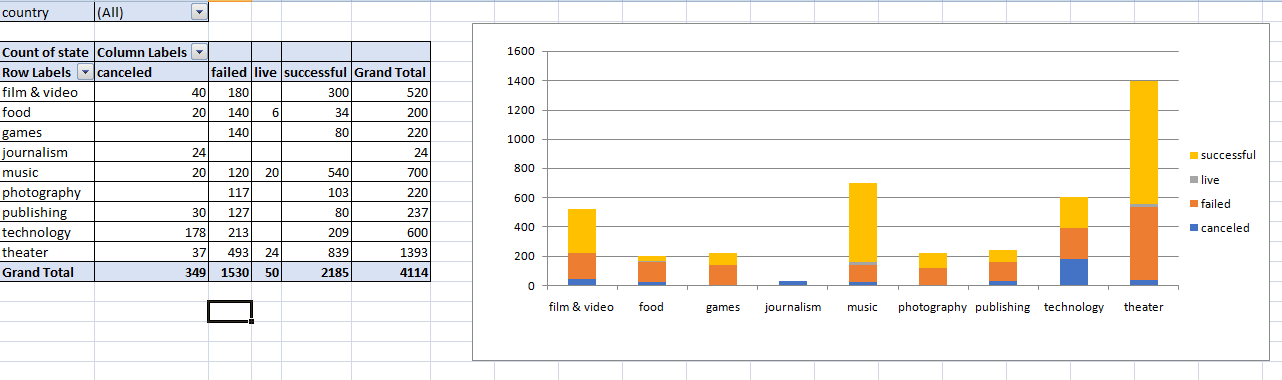 country (All)
Count of state Column Labels
Row Labels canceled failed live successful Grand Total
film & video 40 180 300 520
food 20 140 6 34 200
games 140 80 220
journalism 24 24
music 20 120 20 540 700
photography 117 103 220
publishing 30 127 80 237
technology 178 213 209 600
theater 37 493 24 839 1393
Grand Total 349 1530 50 2185 4114
1600
1400
1200
1000
800
600
400
200
0
film & video food games journalism music photography publishing technology theater
successful
live
failed
canceled